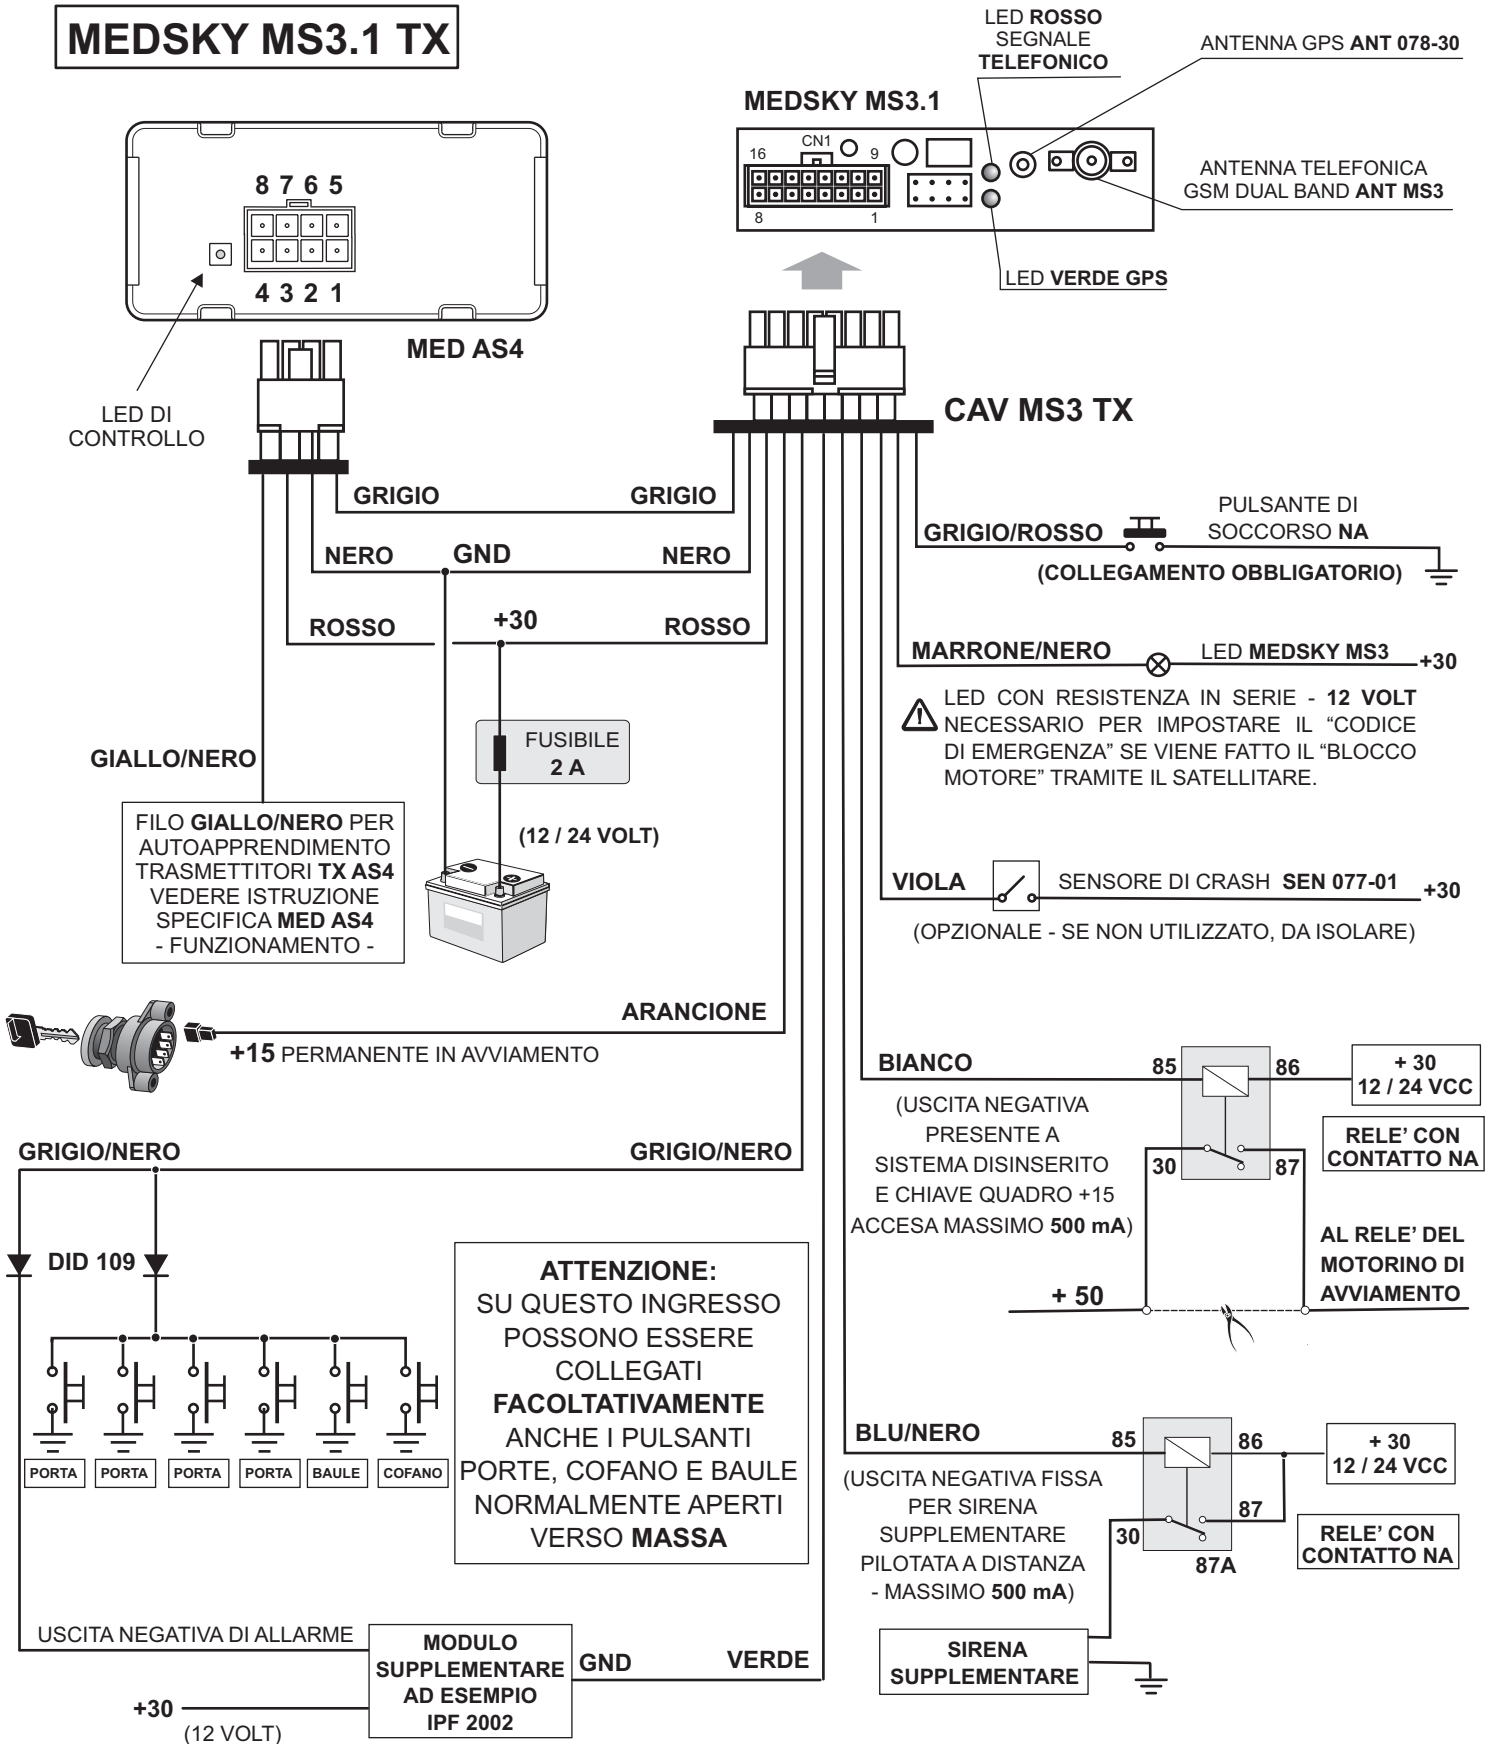 MEDSKY MS3.1 TX
LED ROSSO
SEGNALE
TELEFONICO
ANTENNA GPS ANT 078-30
MEDSKY MS3.1
CN1
16
9
8
1
ANTENNA TELEFONICA
GSM DUAL BAND ANT MS3
LED VERDE GPS
8 7 6 5
4 3 2 1
MED AS4
LED DI
CONTROLLO
CAV MS3 TX
GRIGIO
GRIGIO
NERO
GND
NERO
ROSSO
+30
ROSSO
GRIGIO/ROSSO
PULSANTE DI
SOCCORSO NA
(COLLEGAMENTO OBBLIGATORIO)
MARRONE/NERO
LED MEDSKY MS3
+30
LED CON RESISTENZA IN SERIE - 12 VOLT
NECESSARIO PER IMPOSTARE IL “CODICE
DI EMERGENZA” SE VIENE FATTO IL “BLOCCO
MOTORE” TRAMITE IL SATELLITARE.
GIALLO/NERO
FUSIBILE
2 A
(12 / 24 VOLT)
FILO GIALLO/NERO PER
AUTOAPPRENDIMENTO
TRASMETTITORI TX AS4
VEDERE ISTRUZIONE
SPECIFICA MED AS4
- FUNZIONAMENTO -
VIOLA
SENSORE DI CRASH SEN 077-01
+30
(OPZIONALE - SE NON UTILIZZATO, DA ISOLARE)
ARANCIONE
+15 PERMANENTE IN AVVIAMENTO
BIANCO
85
86
+ 30
12 / 24 VCC
(USCITA NEGATIVA
PRESENTE A
SISTEMA DISINSERITO
E CHIAVE QUADRO +15
ACCESA MASSIMO 500 mA)
30
87
RELE’ CON
CONTATTO NA
+ 50
AL RELE’ DEL
MOTORINO DI
AVVIAMENTO
GRIGIO/NERO
GRIGIO/NERO
DID 109
PORTA
PORTA
PORTA
PORTA
BAULE
COFANO
ATTENZIONE:
SU QUESTO INGRESSO
POSSONO ESSERE
COLLEGATI
FACOLTATIVAMENTE
ANCHE I PULSANTI
PORTE, COFANO E BAULE
NORMALMENTE APERTI
VERSO MASSA
BLU/NERO
85
86
+ 30
12 / 24 VCC
(USCITA NEGATIVA FISSA
PER SIRENA
SUPPLEMENTARE
PILOTATA A DISTANZA
- MASSIMO 500 mA)
87
30
87A
RELE’ CON
CONTATTO NA
SIRENA
SUPPLEMENTARE
USCITA NEGATIVA DI ALLARME
MODULO
SUPPLEMENTARE
AD ESEMPIO
IPF 2002
GND
VERDE
+30
(12 VOLT)